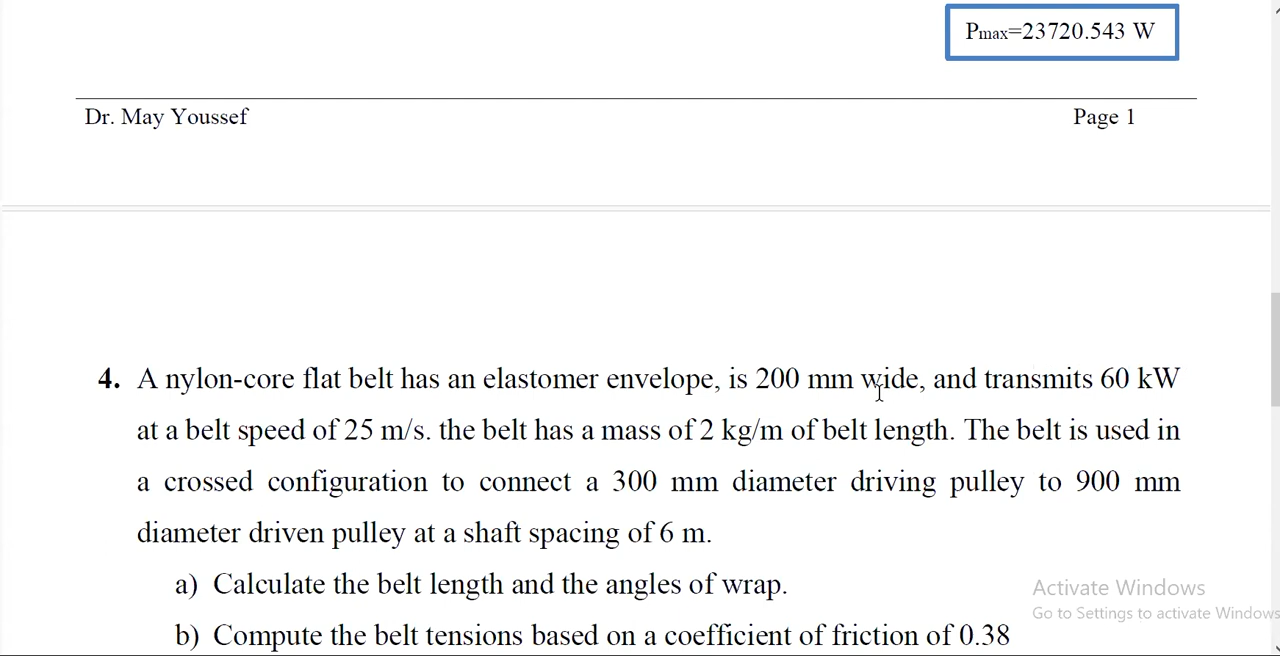 Pmax=23720.543 W
Dr. May Youssef
Page 1
4. A nylon-core flat belt has an elastomer envelope, is 200 mm wide, and transmits 60 kW
at a belt speed of 25 m/s. the belt has a mass of 2 kg/m of belt length. The belt is used in
a crossed configuration to connect a 300 mm diameter driving pulley to 900 mm
diameter driven pulley at a shaft spacing of 6 m.
a) Calculate the belt length and the angles of wrap.
b) Compute the belt tensions based on a coefficient of friction of 0.38
Activate Windows
Go to Settings to activate Windows